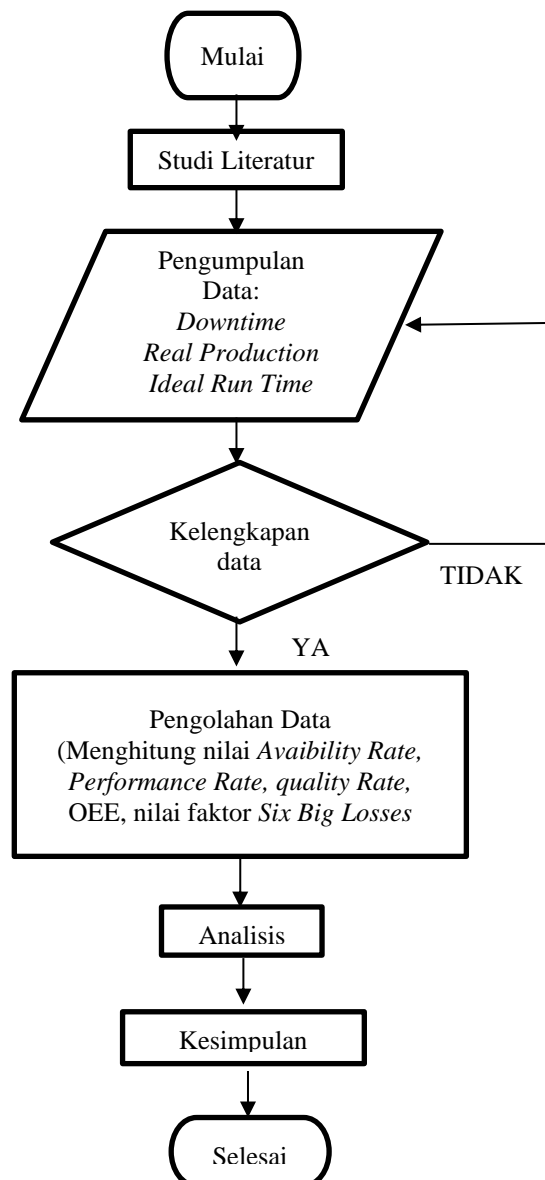 Mulai
Studi Literatur
Pengumpulan
Data:
Downtime
Real Production
Ideal Run Time
Kelengkapan
data
TIDAK
YA
Pengolahan Data
(Menghitung nilai Avaibility Rate,
Performance Rate, quality Rate,
OEE, nilai faktor Six Big Losses
Analisis
Kesimpulan
Selesai